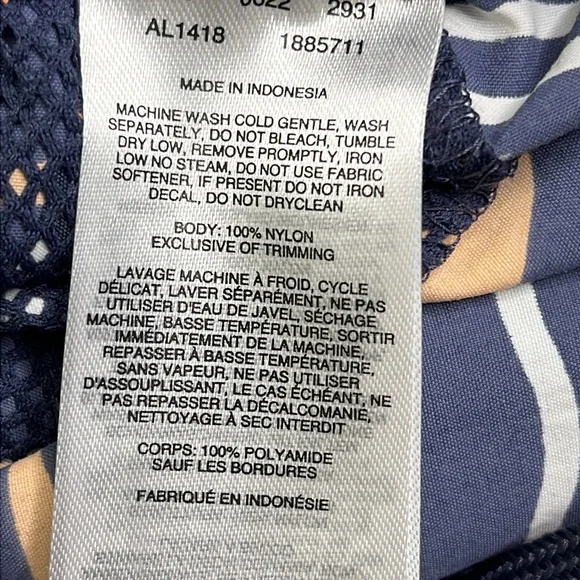 2931
AL1418 1885711
MADE IN INDONESIA
MACHINE WASH COLD GENTLE, WASH
SEPARATELY, DO NOT BLEACH, TUMBLE
DRY LOW, REMOVE PROMPTLY, IRON
LOW NO STEAM, DO NOT USE FABRIC
SOFTENER, IF PRESENT DO NOT IRON
DECAL, DO NOT DRYCLEAN
BODY: 100% NYLON
EXCLUSIVE OF TRIMMING
LAVAGE MACHINE À FROID, CYCLE
DÉLICAT, LAVER SÉPARÉMENT, NE PAS
UTILISER D'EAU DE JAVEL, SÉCHAGE
MACHINE, BASSE TEMPÉRATURE, SORTIR
IMMÉDIATEMENT DE LA MACHINE,
REPASSER À BASSE TEMPÉRATURE,
SANS VAPEUR, NE PAS UTILISER
D'ASSOUPLISSANT, LE CAS ÉCHÉANT, NE
PAS REPASSER LA DÉCALCOMANIE,
NETTOYAGE À SEC INTERDIT
CORPS: 100% POLYAMIDE
SAUF LES BORDURES
FABRIQUÉ EN INDONÉSIE